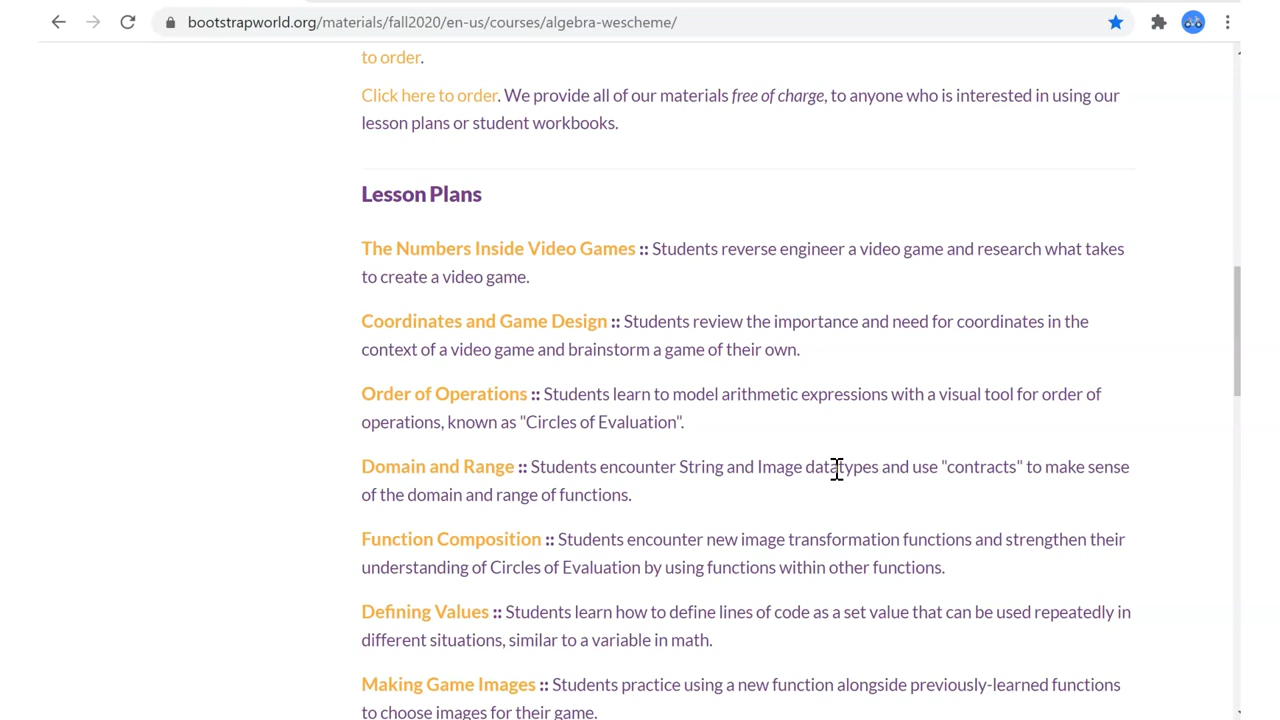 bootstrapworld.org/materials/fall2020/en-us/courses/algebra-wescheme/
to order.
Click here to order. We provide all of our materials free of charge, to anyone who is interested in using our
lesson plans or student workbooks.
Lesson Plans
The Numbers Inside Video Games :: Students reverse engineer a video game and research what takes
to create a video game.
Coordinates and Game Design :: Students review the importance and need for coordinates in the
context of a video game and brainstorm a game of their own.
Order of Operations :: Students learn to model arithmetic expressions with a visual tool for order of
operations, known as "Circles of Evaluation".
Domain and Range :: Students encounter String and Image datatypes and use "contracts" to make sense
of the domain and range of functions.
Function Composition :: Students encounter new image transformation functions and strengthen their
understanding of Circles of Evaluation by using functions within other functions.
Defining Values :: Students learn how to define lines of code as a set value that can be used repeatedly in
different situations, similar to a variable in math.
Making Game Images :: Students practice using a new function alongside previously-learned functions
to choose images for their game.